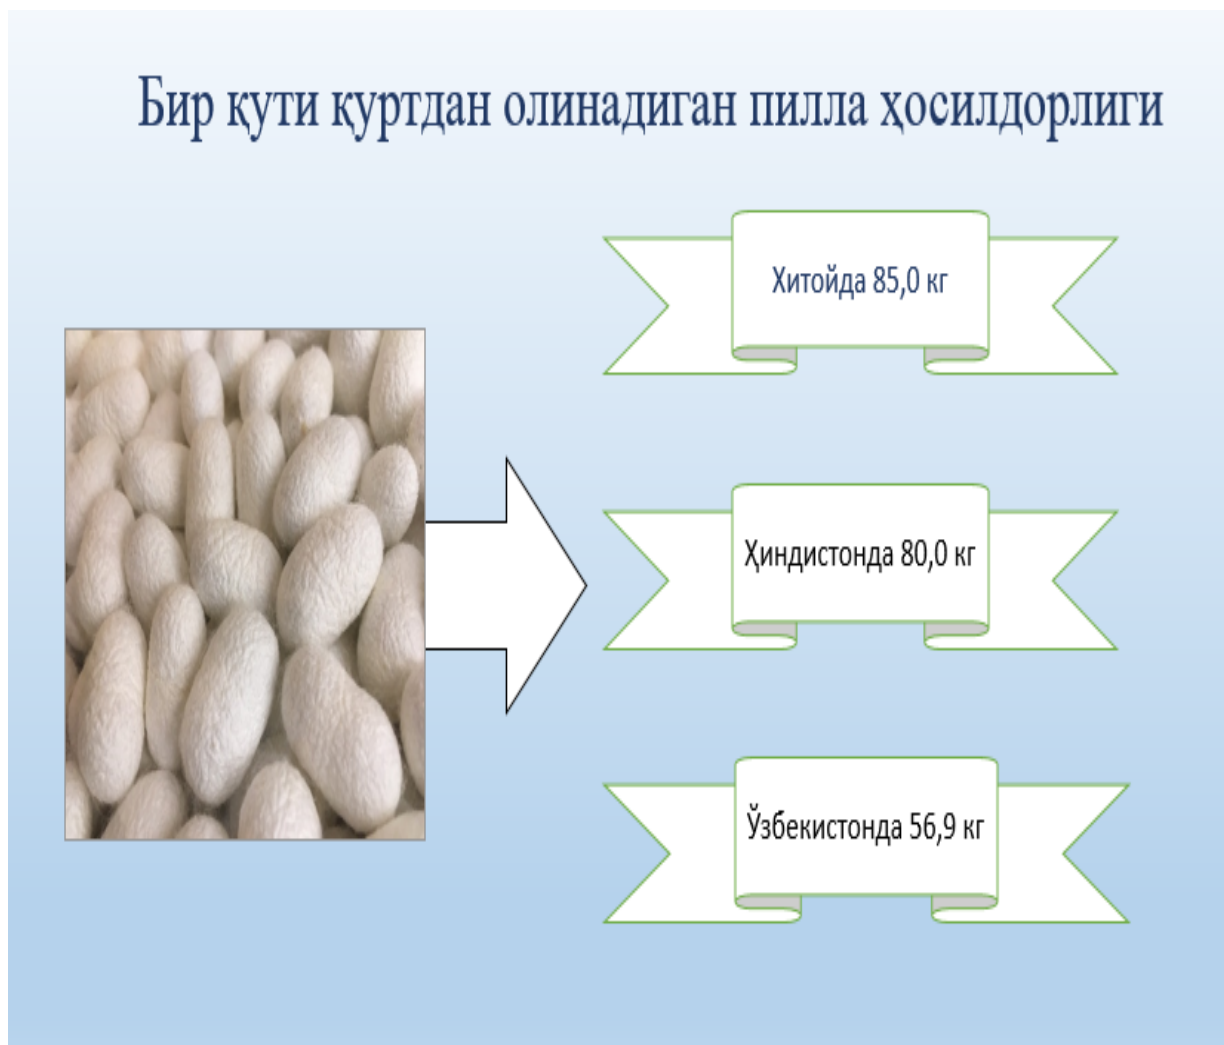 Бир қути қуртдан олинадиган пилла ҳосилдорлиги
Хитойда 85,0 кг
Ҳиндистонда 80,0 кг
Ўзбекистонда 56,9 кг